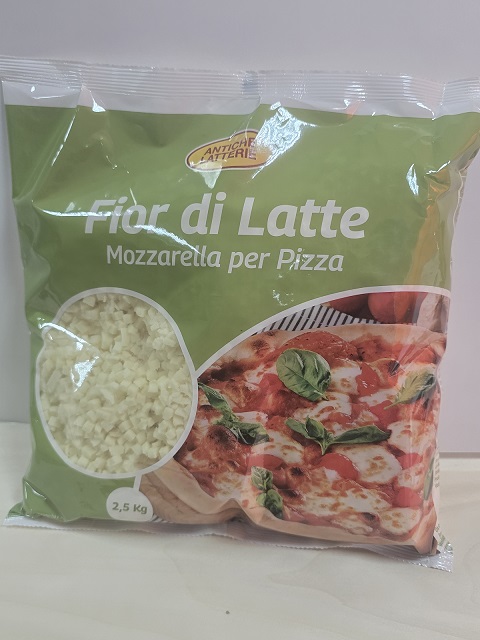 ANTICHE
LATTERIE
Fior di Latte
Mozzarella per Pizza
2,5 Kg